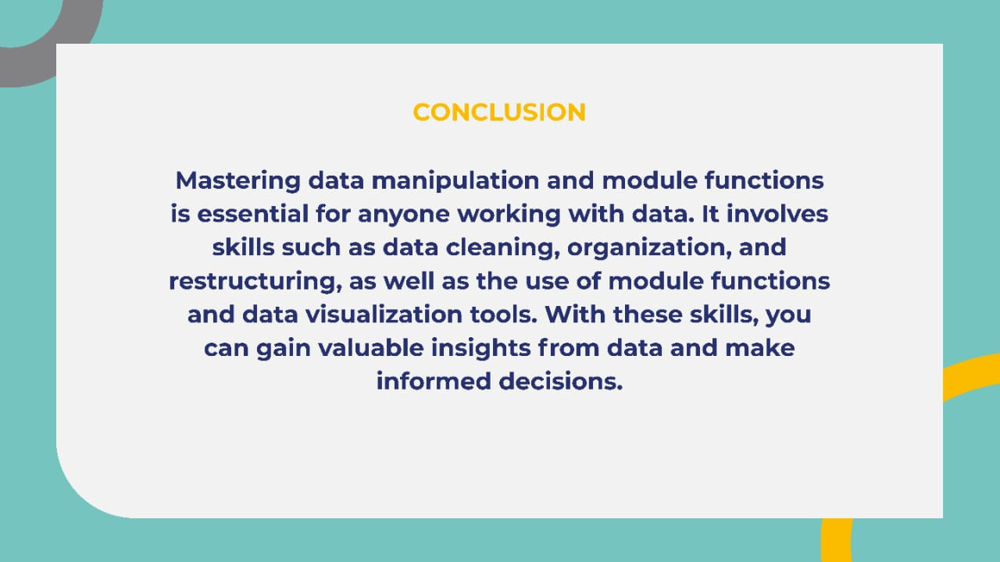 CONCLUSION
Mastering data manipulation and module functions
is essential for anyone working with data. It involves
skills such as data cleaning, organization, and
restructuring, as well as the use of module functions
and data visualization tools. With these skills, you
can gain valuable insights from data and make
informed decisions.